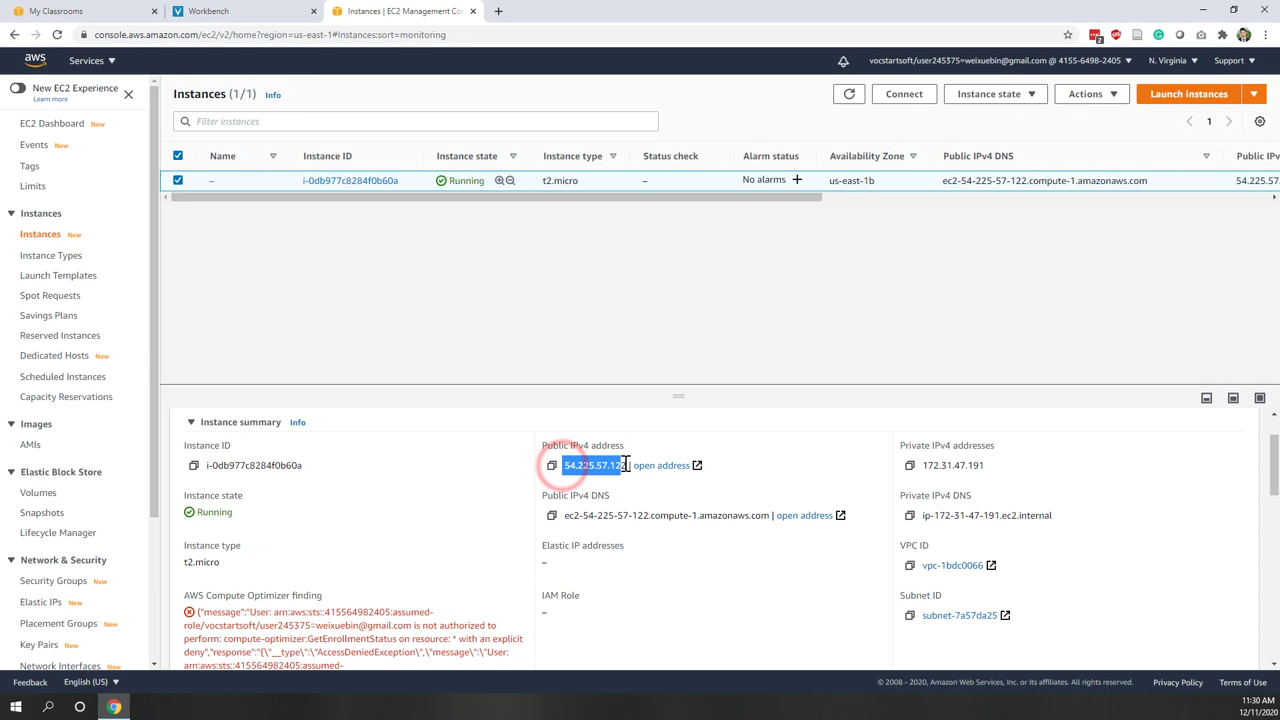 My Classrooms
Workbench
Instances | EC2 Management Co
console.aws.amazon.com/ec2/v2/home?region=us-east-1#Instances:sort=monitoring
2
aws
Services
vocstartsoft/user245375=weixuebin@gmail.com @ 4155-6498-2405
N. Virginia
Support
New EC2 Experience
Learn more
EC2 Dashboard New
Events New
Tags
Limits
Instances
Instances New
Instance Types
Launch Templates
Spot Requests
Savings Plans
Reserved Instances
Dedicated Hosts New
Scheduled Instances
Capacity Reservations
Images
AMIs
Elastic Block Store
Volumes
Snapshots
Lifecycle Manager
Network & Security
Security Groups New
Elastic IPs New
Placement Groups New
Key Pairs New
Network Interfaces New
Instances (1/1) Info
Connect
Instance state
Actions
Launch instances
Filter instances
1
Name Instance ID Instance state Instance type Status check Alarm status Availability Zone Public IPv4 DNS Public IP
– i-0db977c8284f0b60a Running t2.micro – No alarms + us-east-1b ec2-54-225-57-122.compute-1.amazonaws.com 54.225.57.
Instance summary Info
Instance ID
i-0db977c8284f0b60a
Public IPv4 address
54.225.57.122 | open address
Private IPv4 addresses
172.31.47.191
Instance state
Running
Public IPv4 DNS
ec2-54-225-57-122.compute-1.amazonaws.com | open address
Private IPv4 DNS
ip-172-31-47-191.ec2.internal
Instance type
t2.micro
Elastic IP addresses
–
VPC ID
vpc-1bdc0066
AWS Compute Optimizer finding
{"message":"User: arn:aws:sts::415564982405:assumed-
role/vocstartsoft/user245375=weixuebin@gmail.com is not authorized to
perform: compute-optimizer:GetEnrollmentStatus on resource: * with an explicit
deny","response":"{\"__type\":\"AccessDeniedException\",\"message\":\"User:
arn:aws:sts::415564982405:assumed-
IAM Role
–
Subnet ID
subnet-7a57da25
Feedback
English (US)
© 2008 - 2020, Amazon Web Services, Inc. or its affiliates. All rights reserved.
Privacy Policy
Terms of Use
11:30 AM
12/11/2020